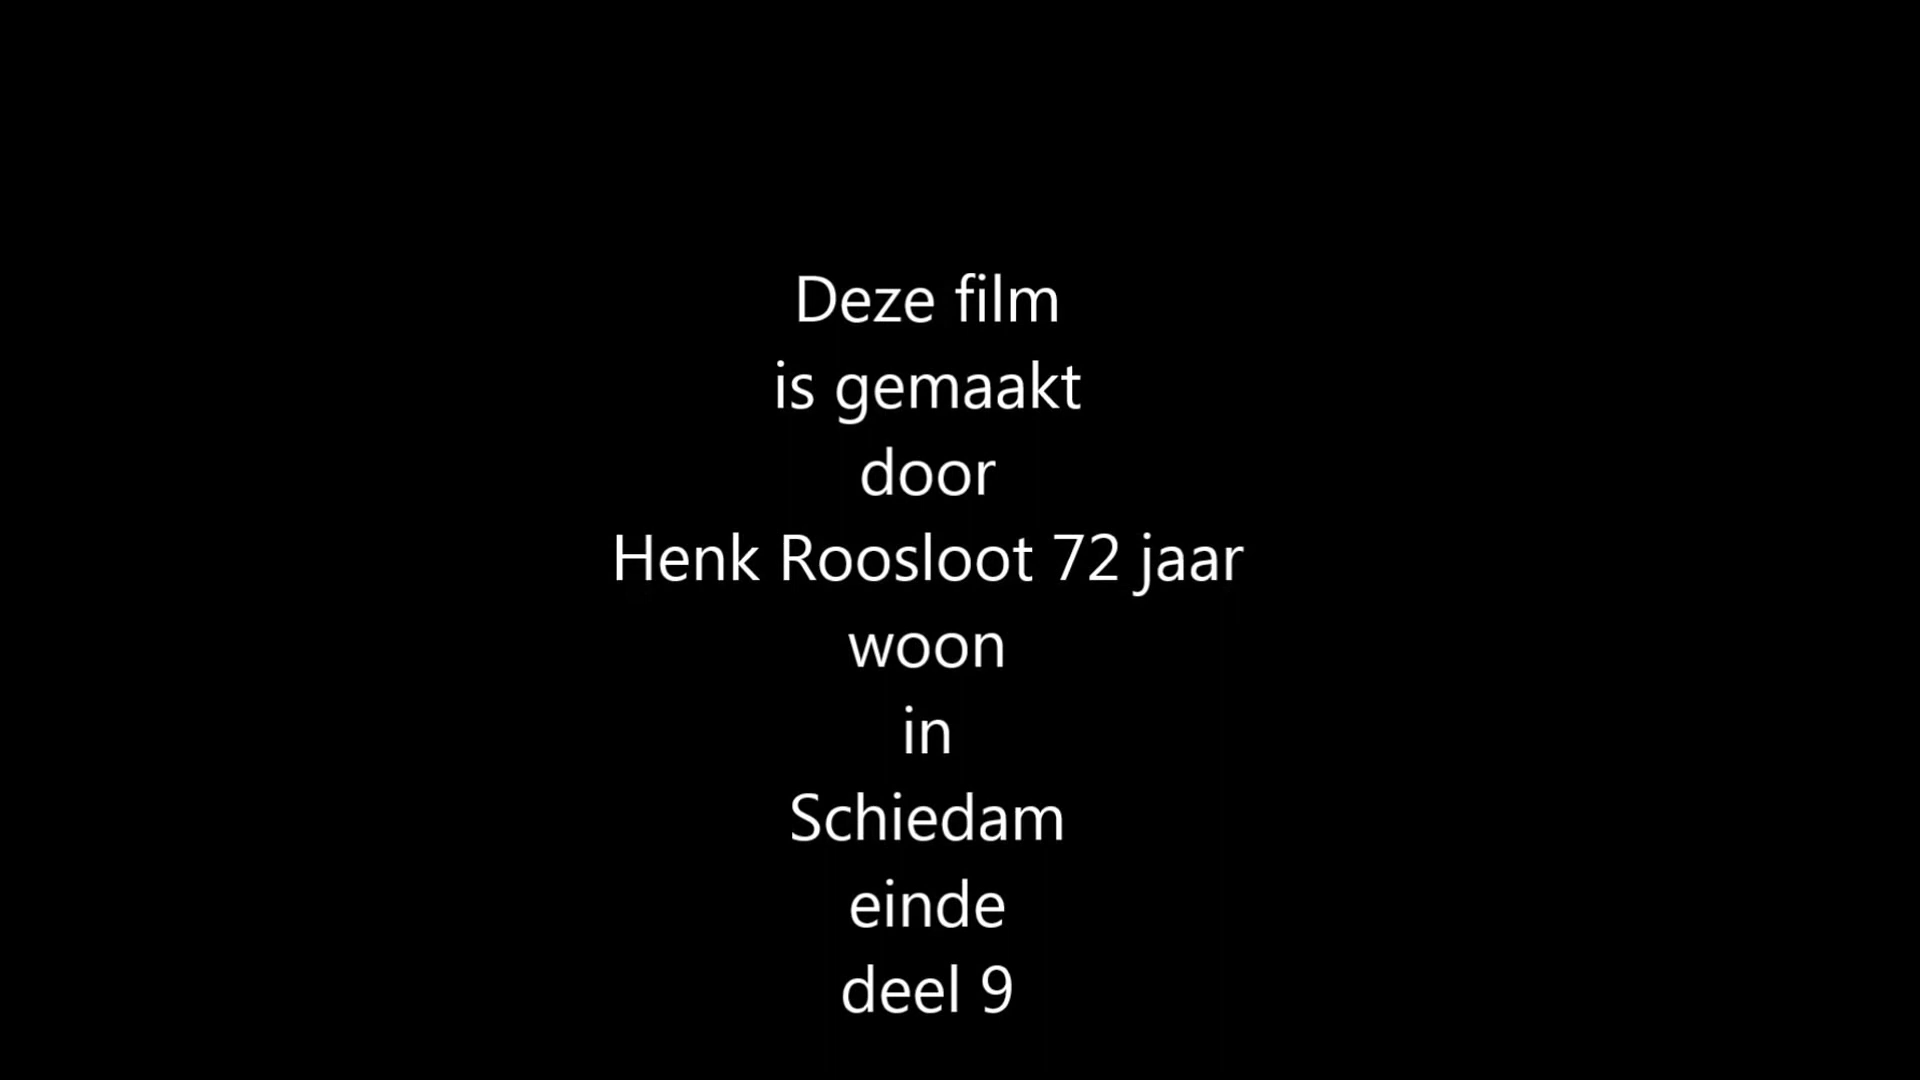 Deze film
is gemaakt
door
Henk Roosloot 72 jaar
woon
in
Schiedam
einde
deel 9